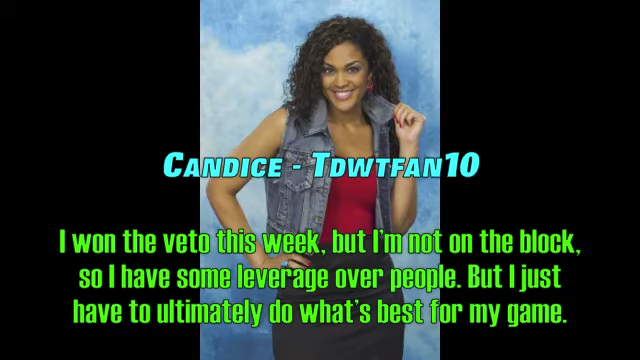 Candice - Tdwtfan10
I won the veto this week, but I'm not on the block,
so I have some leverage over people. But I just
have to ultimately do what's best for my game.